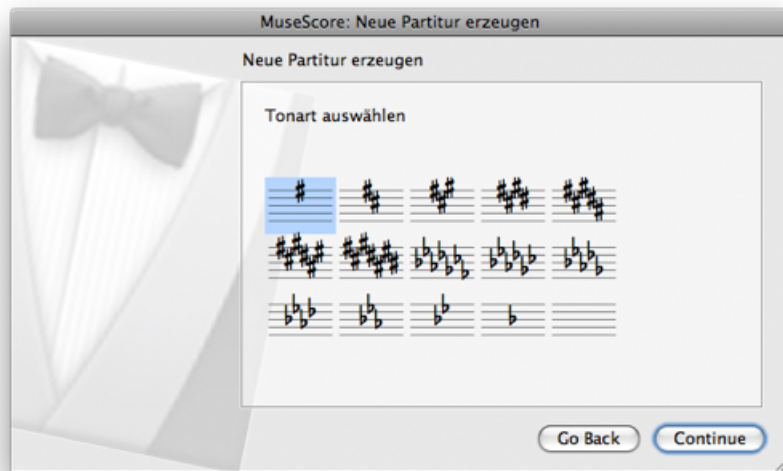 MuseScore: Neue Partitur erzeugen
Neue Partitur erzeugen
Tonart auswählen
Go Back
Continue